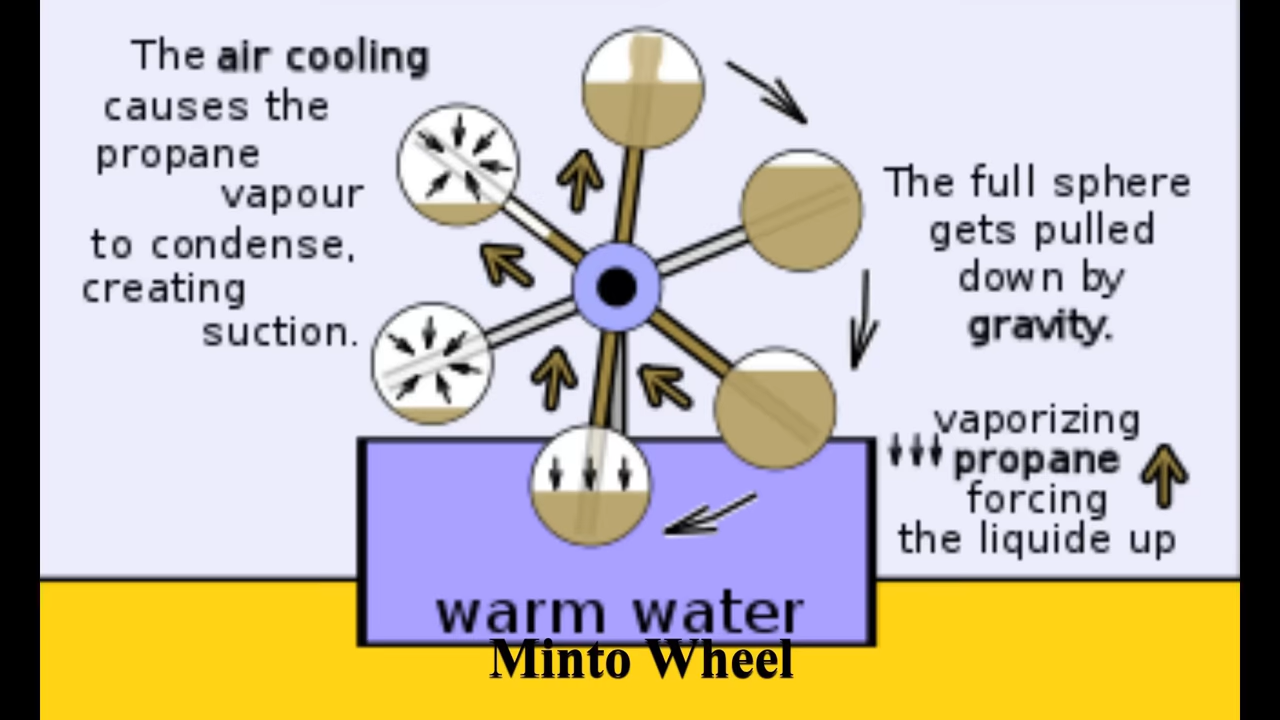 The air cooling
causes the
propane
vapour
to condense,
creating
suction.
The full sphere
gets pulled
down by
gravity.
vaporizing
propane
forcing
the liquide up
warm water
Minto Wheel